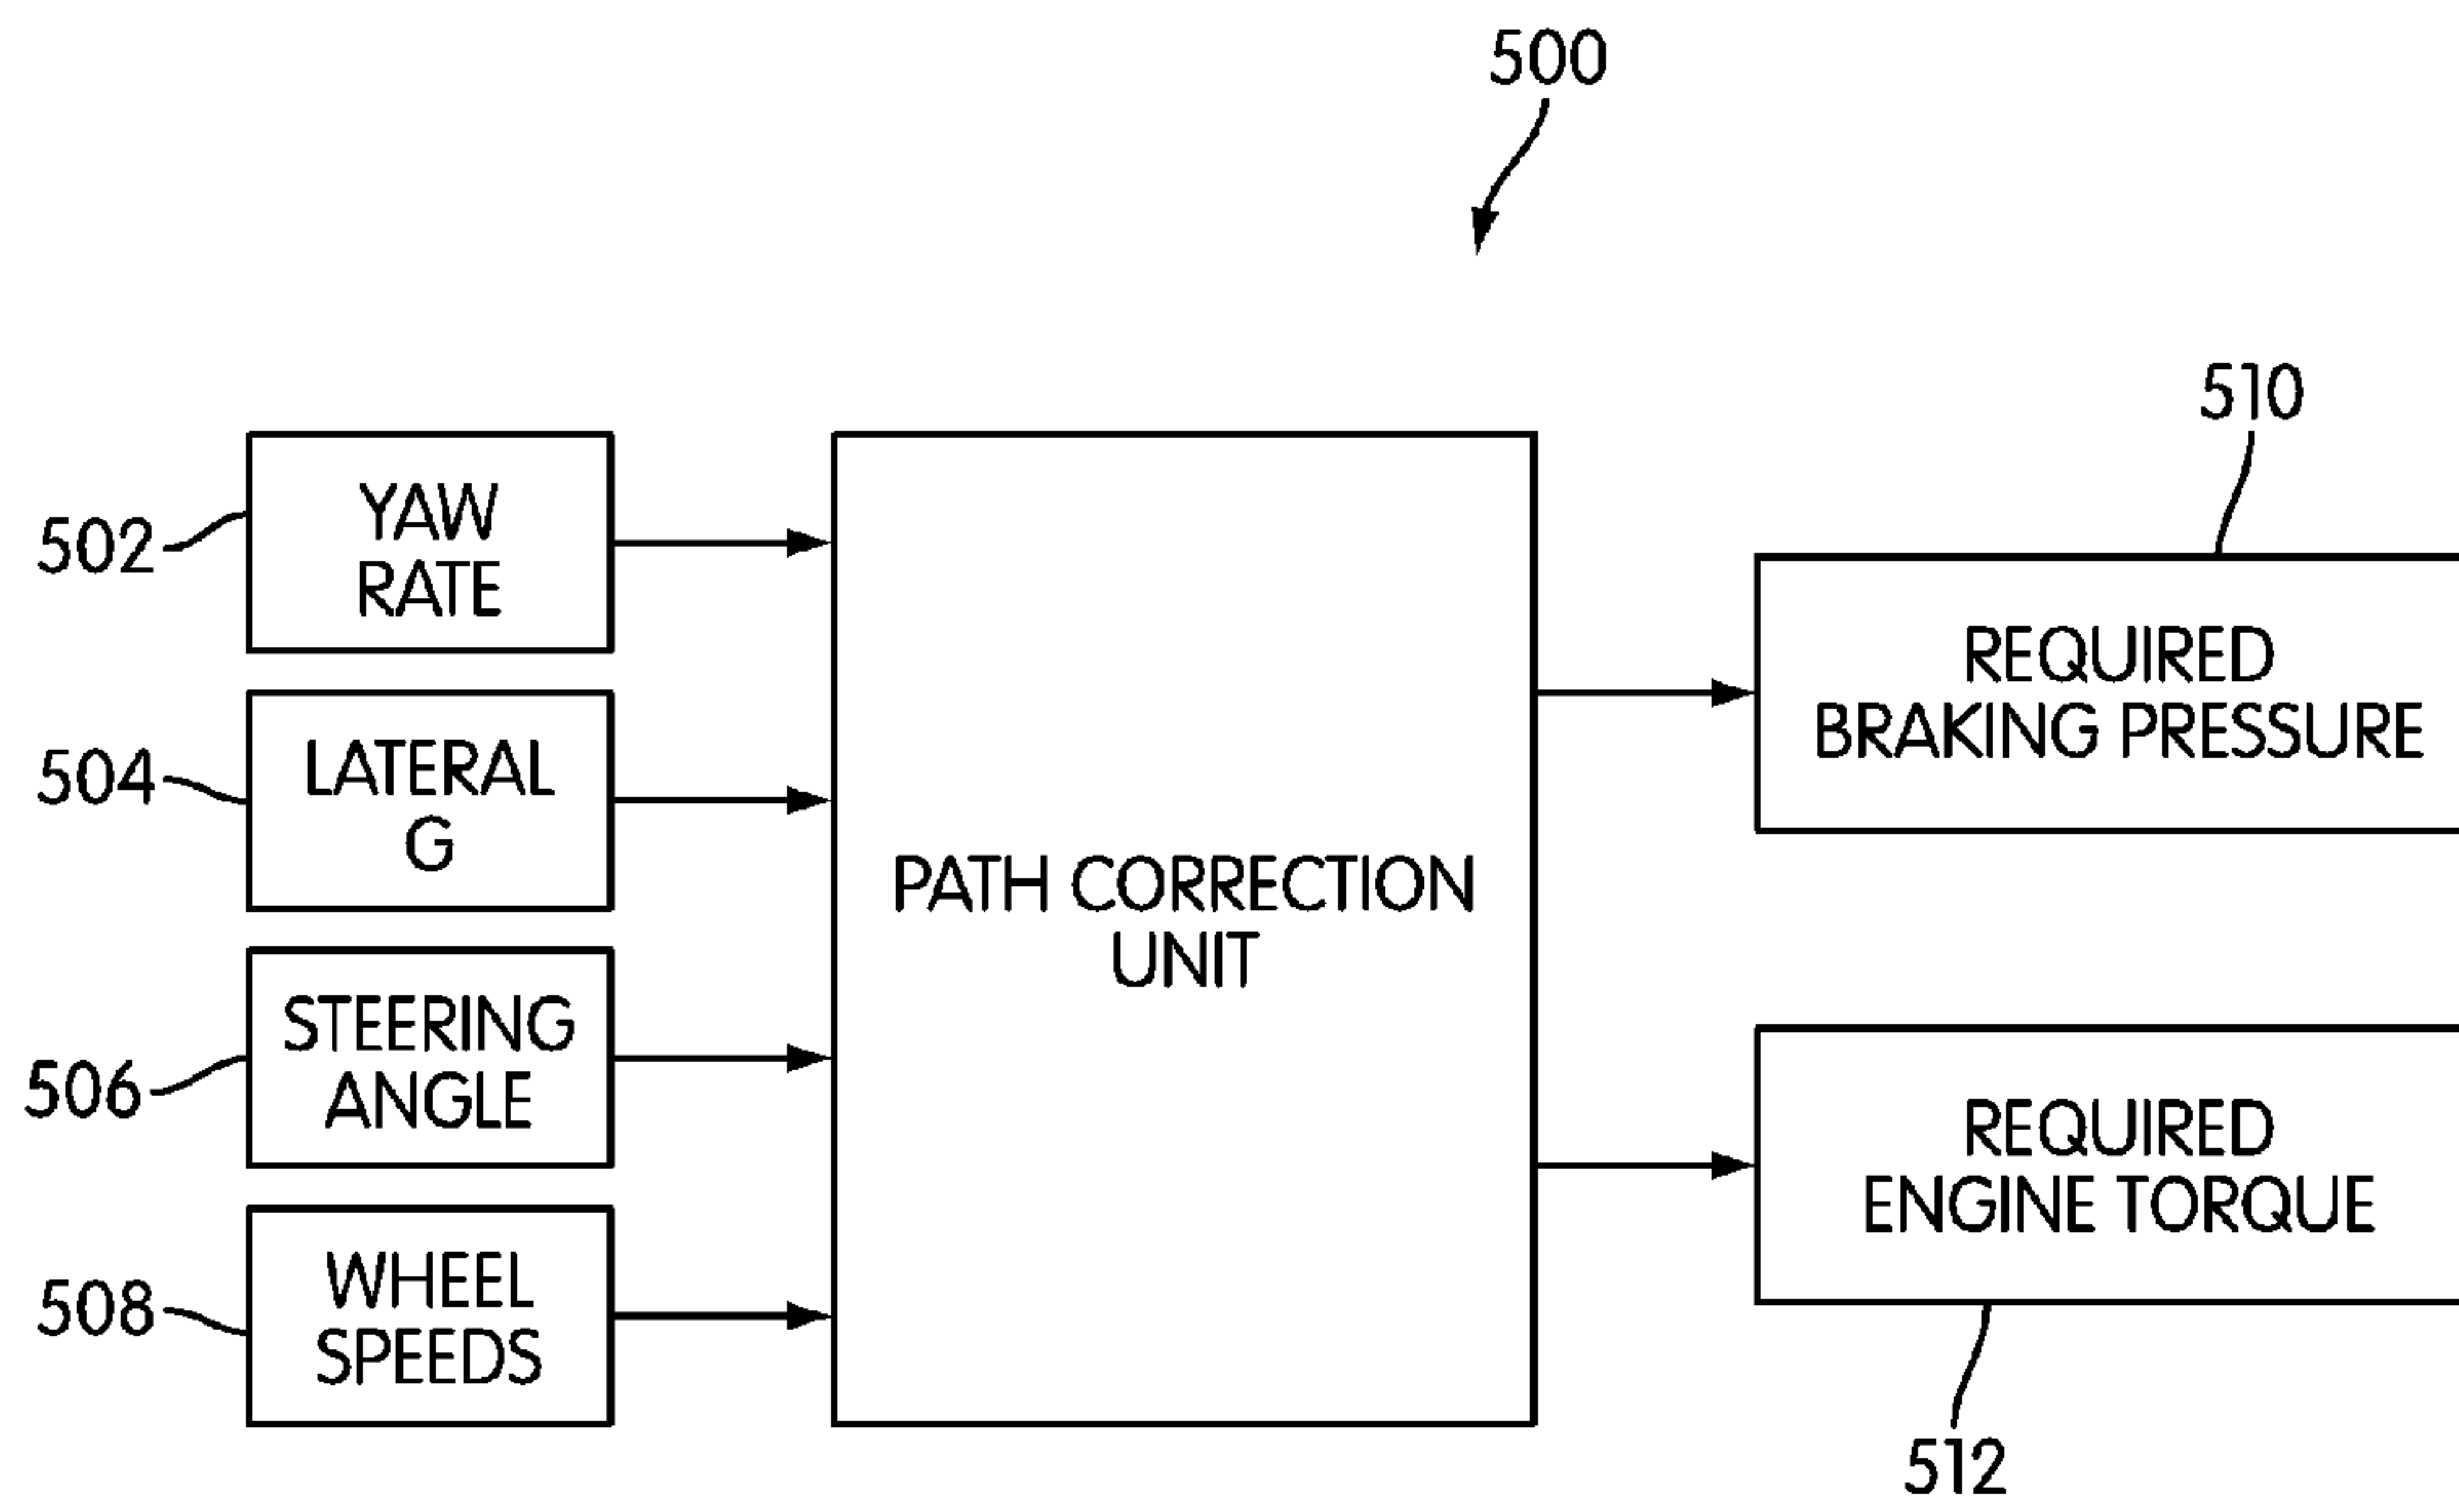 500
502
YAW
RATE
504
LATERAL
G
506
STEERING
ANGLE
508
WHEEL
SPEEDS
PATH CORRECTION
UNIT
510
REQUIRED
BRAKING PRESSURE
REQUIRED
ENGINE TORQUE
512